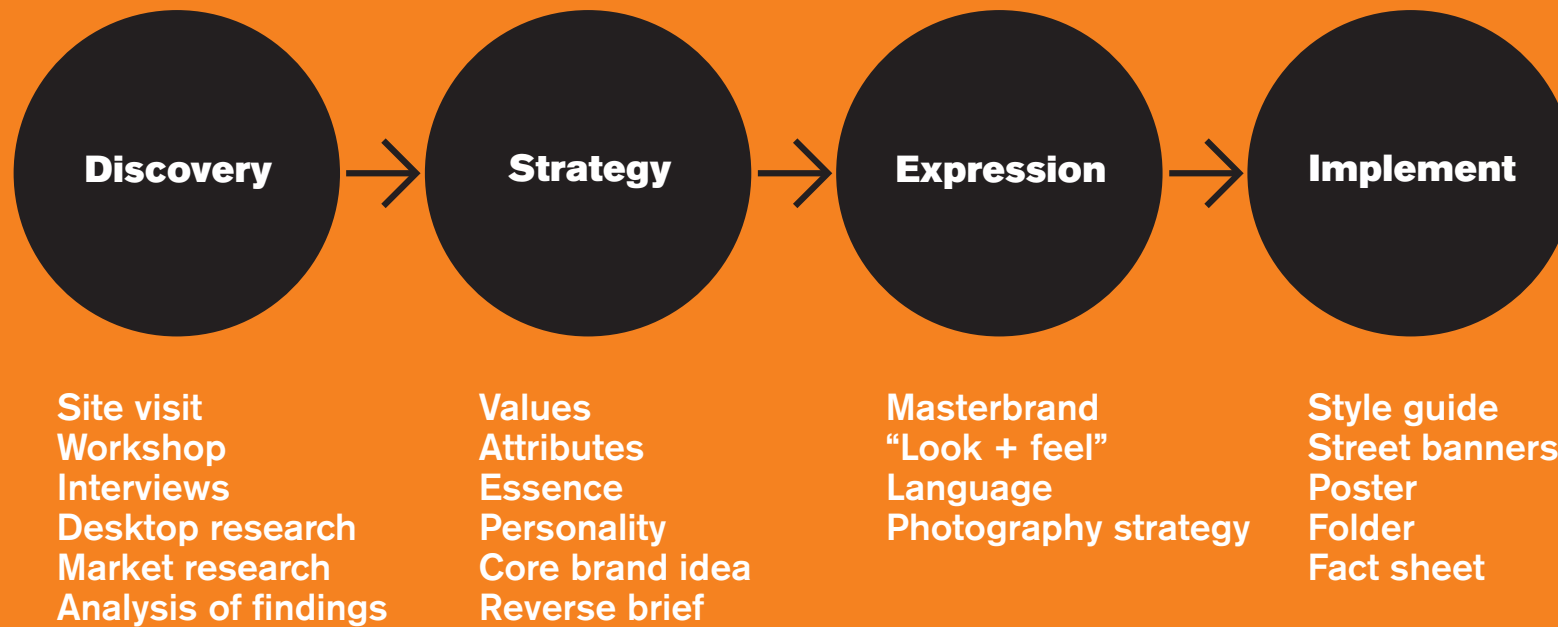 Discovery
Strategy
Expression
Implement
Site visit
Workshop
Interviews
Desktop research
Market research
Analysis of findings
Values
Attributes
Essence
Personality
Core brand idea
Reverse brief
Masterbrand
“Look + feel”
Language
Photography strategy
Style guide
Street banners
Poster
Folder
Fact sheet